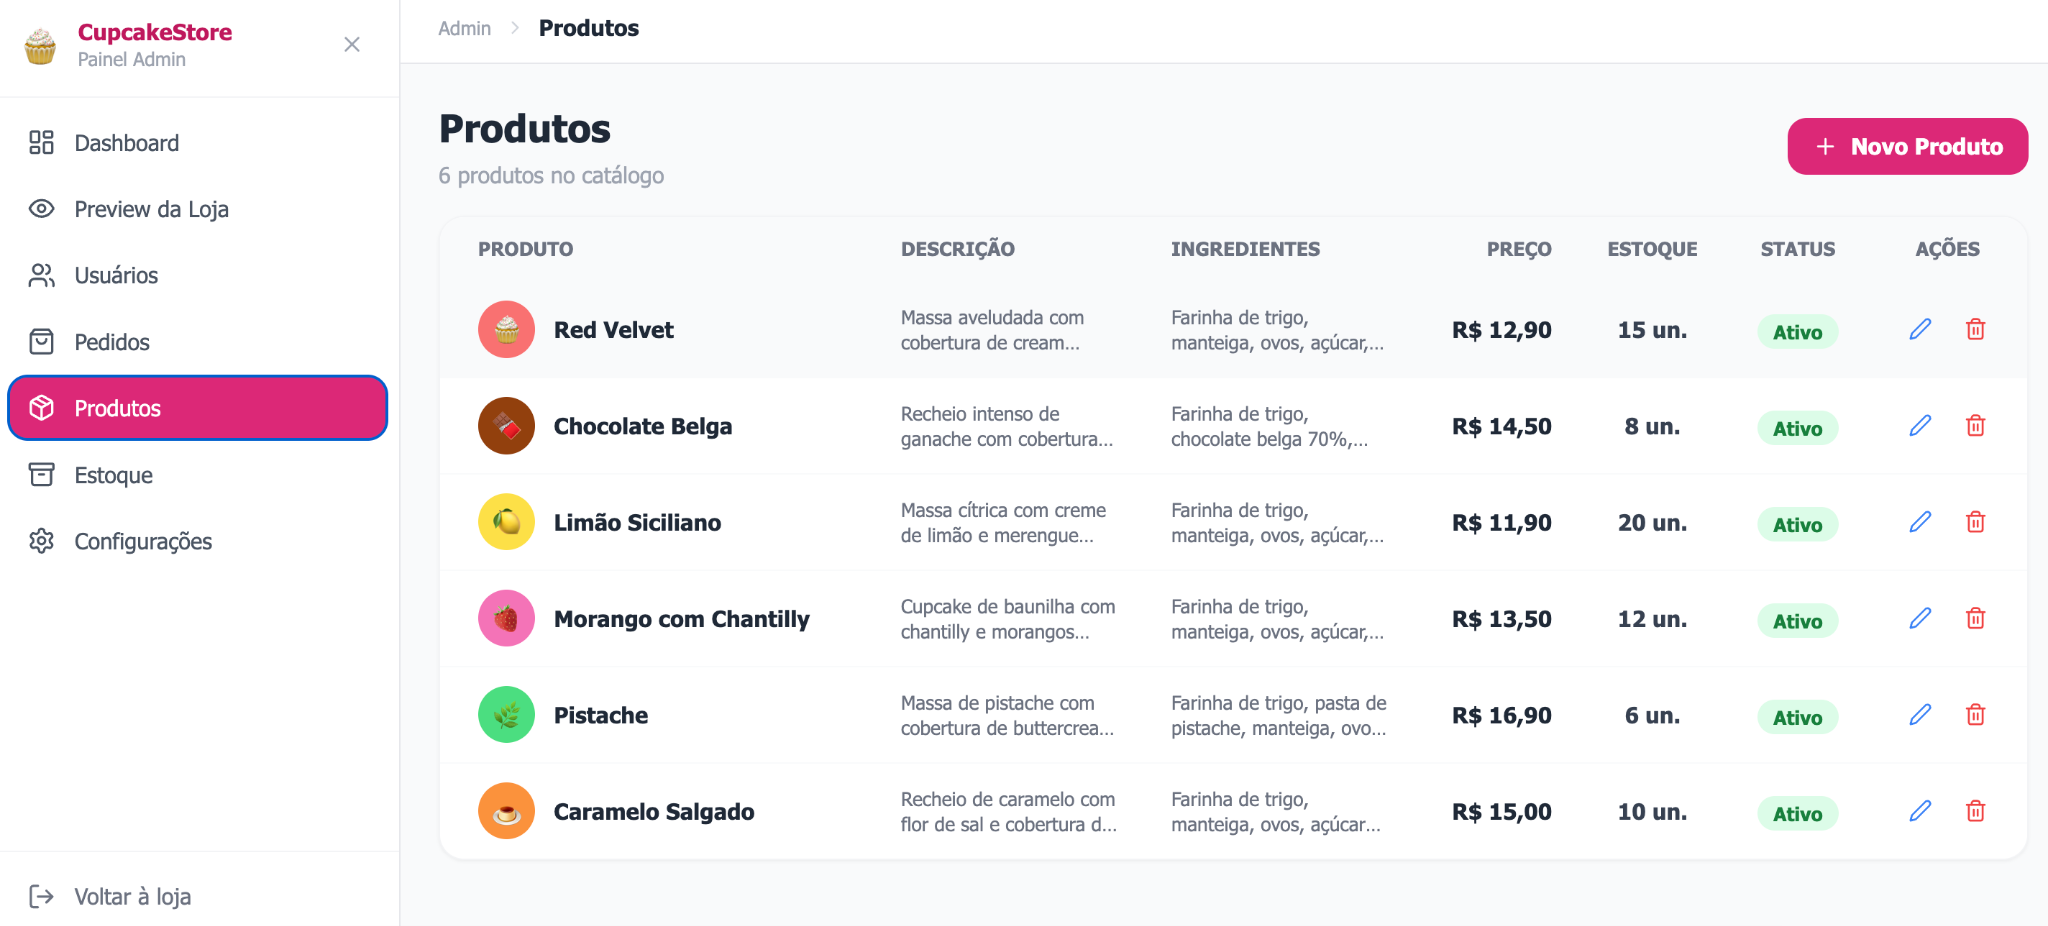 CupcakeStore
Painel Admin
Dashboard
Preview da Loja
Usuários
Pedidos
Produtos
Estoque
Configurações
Voltar à loja
Admin > Produtos
Produtos
6 produtos no catálogo
+ Novo Produto
PRODUTO DESCRIÇÃO INGREDIENTES PREÇO ESTOQUE STATUS AÇÕES
Red Velvet
Massa aveludada com
cobertura de cream...
Farinha de trigo,
manteiga, ovos, açúcar,...
R$ 12,90
15 un.
Ativo
Chocolate Belga
Recheio intenso de
ganache com cobertura...
Farinha de trigo,
chocolate belga 70%,...
R$ 14,50
8 un.
Ativo
Limão Siciliano
Massa cítrica com creme
de limão e merengue...
Farinha de trigo,
manteiga, ovos, açúcar,...
R$ 11,90
20 un.
Ativo
Morango com Chantilly
Cupcake de baunilha com
chantilly e morangos...
Farinha de trigo,
manteiga, ovos, açúcar,...
R$ 13,50
12 un.
Ativo
Pistache
Massa de pistache com
cobertura de buttercrea...
Farinha de trigo, pasta de
pistache, manteiga, ovo...
R$ 16,90
6 un.
Ativo
Caramelo Salgado
Recheio de caramelo com
flor de sal e cobertura d...
Farinha de trigo,
manteiga, ovos, açúcar...
R$ 15,00
10 un.
Ativo